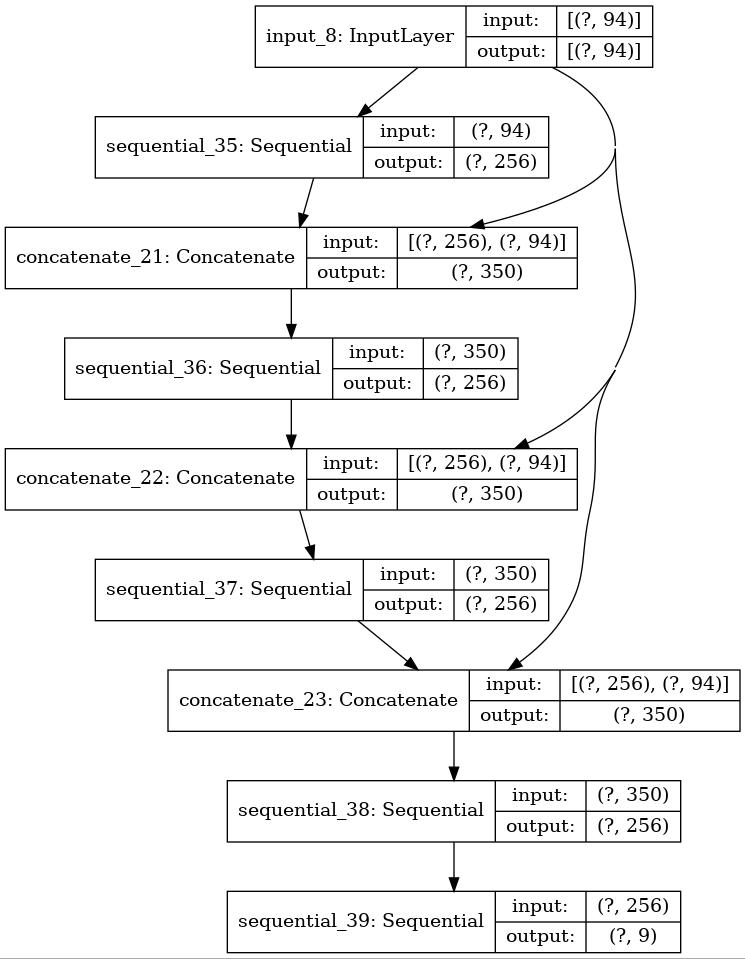 input_8: InputLayer
input:
[(?, 94)]
output:
[(?, 94)]
sequential_35: Sequential
input:
(?, 94)
output:
(?, 256)
concatenate_21: Concatenate
input:
[(?, 256), (?, 94)]
output:
(?, 350)
sequential_36: Sequential
input:
(?, 350)
output:
(?, 256)
concatenate_22: Concatenate
input:
[(?, 256), (?, 94)]
output:
(?, 350)
sequential_37: Sequential
input:
(?, 350)
output:
(?, 256)
concatenate_23: Concatenate
input:
[(?, 256), (?, 94)]
output:
(?, 350)
sequential_38: Sequential
input:
(?, 350)
output:
(?, 256)
sequential_39: Sequential
input:
(?, 256)
output:
(?, 9)